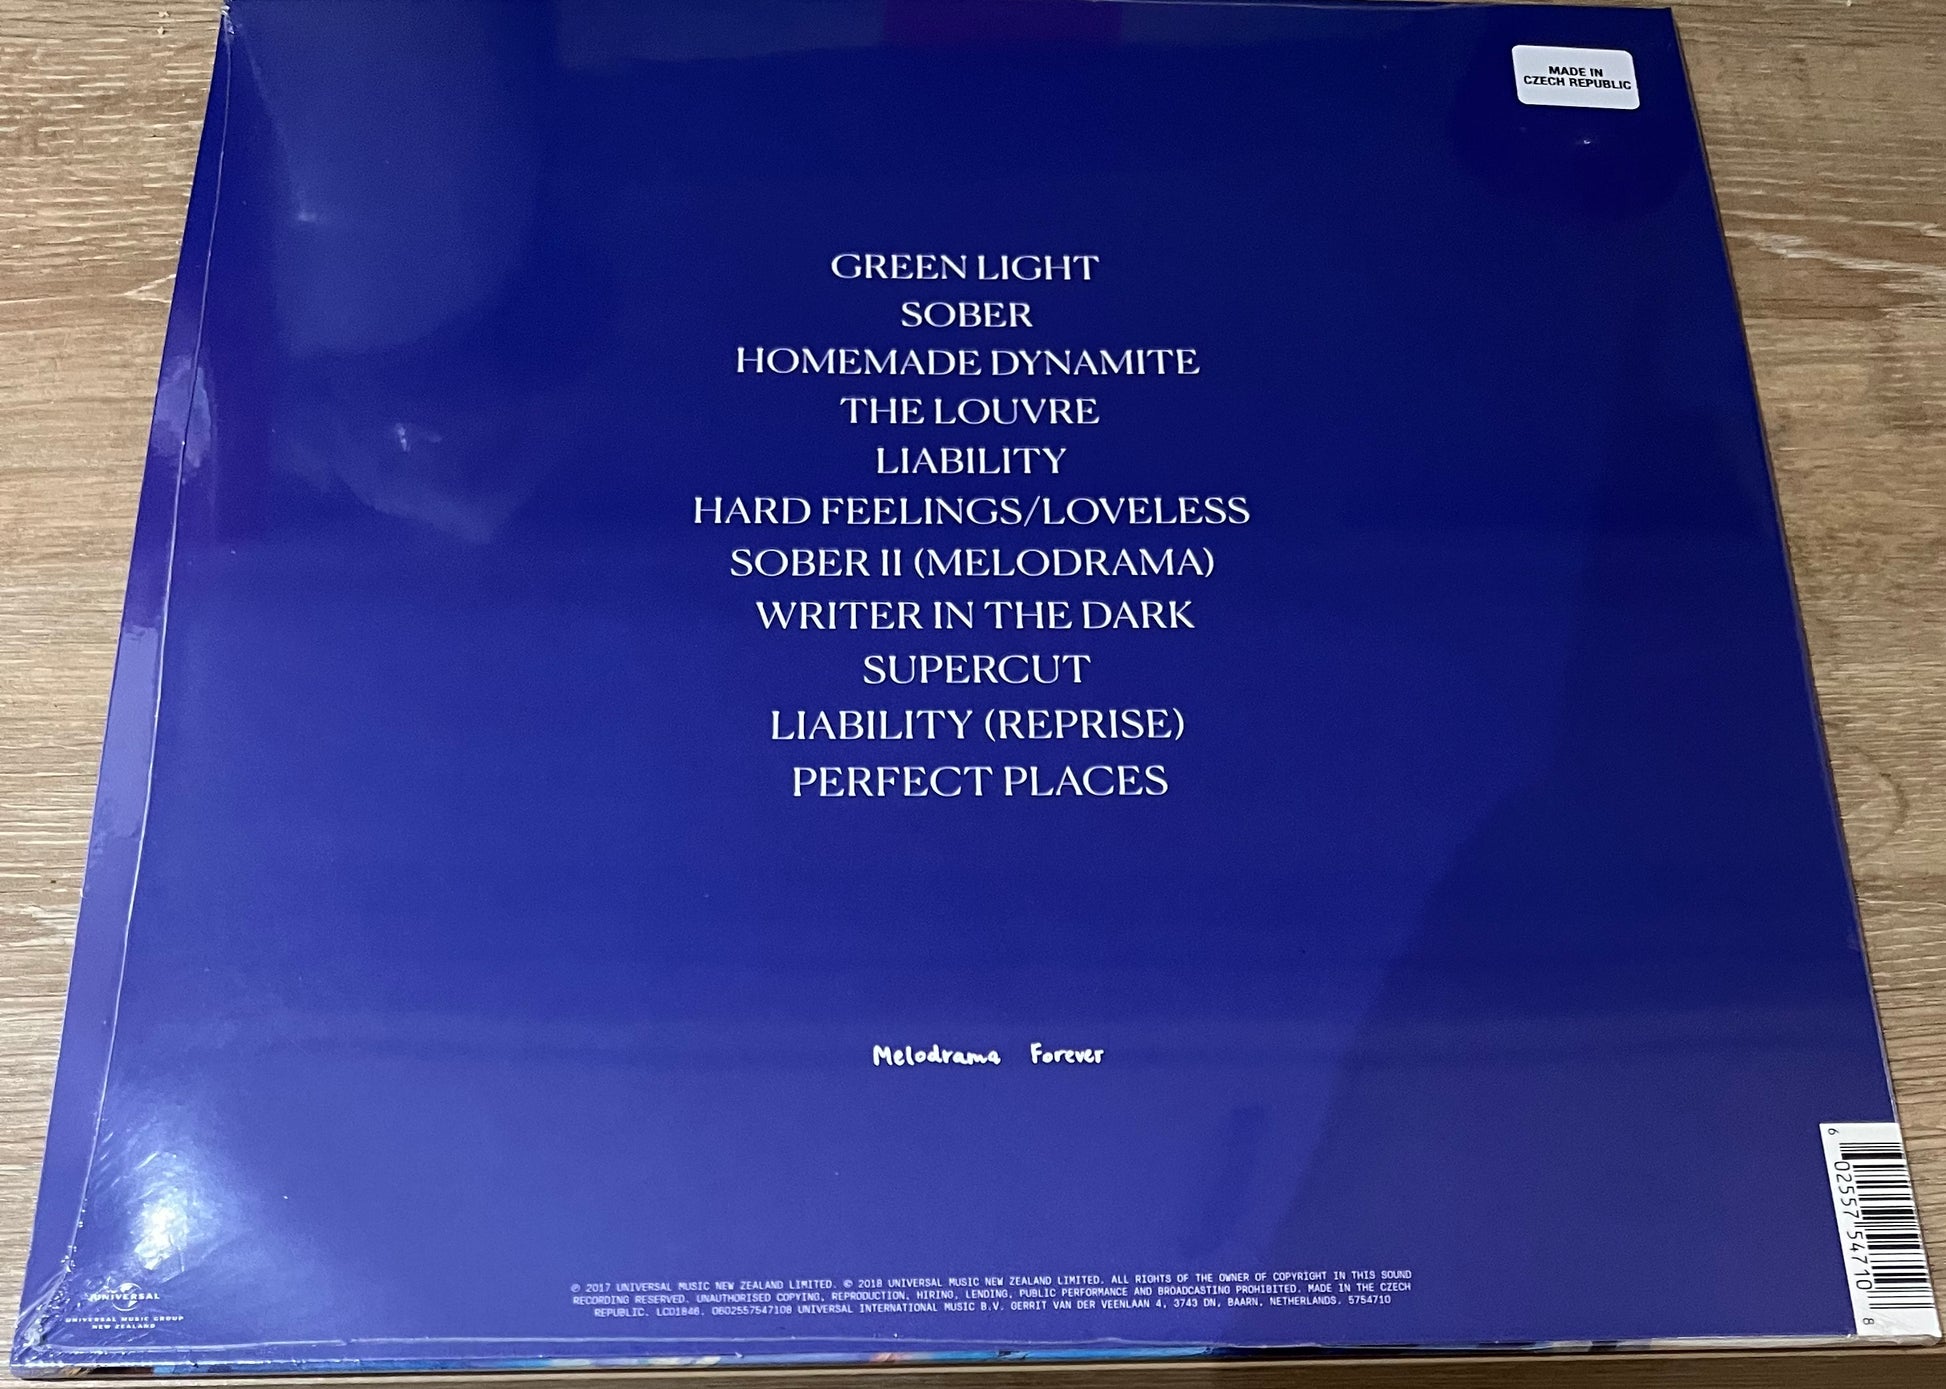 MADE IN
CZECH REPUBLIC
GREEN LIGHT
SOBER
HOMEMADE DYNAMITE
THE LOUVRE
LIABILITY
HARD FEELINGS/LOVELESS
SOBER II (MELODRAMA)
WRITER IN THE DARK
SUPERCUT
LIABILITY (REPRISE)
PERFECT PLACES
Melodrama Forever
6 02557 54710 8
℗ 2017 UNIVERSAL MUSIC NEW ZEALAND LIMITED. © 2018 UNIVERSAL MUSIC NEW ZEALAND LIMITED. ALL RIGHTS OF THE OWNER OF COPYRIGHT IN THIS SOUND
RECORDING RESERVED. UNAUTHORISED COPYING, REPRODUCTION, HIRING, LENDING, PUBLIC PERFORMANCE AND BROADCASTING PROHIBITED. MADE IN THE CZECH
REPUBLIC. LC01846. 0602557547108 UNIVERSAL INTERNATIONAL MUSIC B.V. GERRIT VAN DER VEENLAAN 4, 3743 DN, BAARN, NETHERLANDS. 5754710
UNIVERSAL
UNIVERSAL MUSIC GROUP
NEW ZEALAND